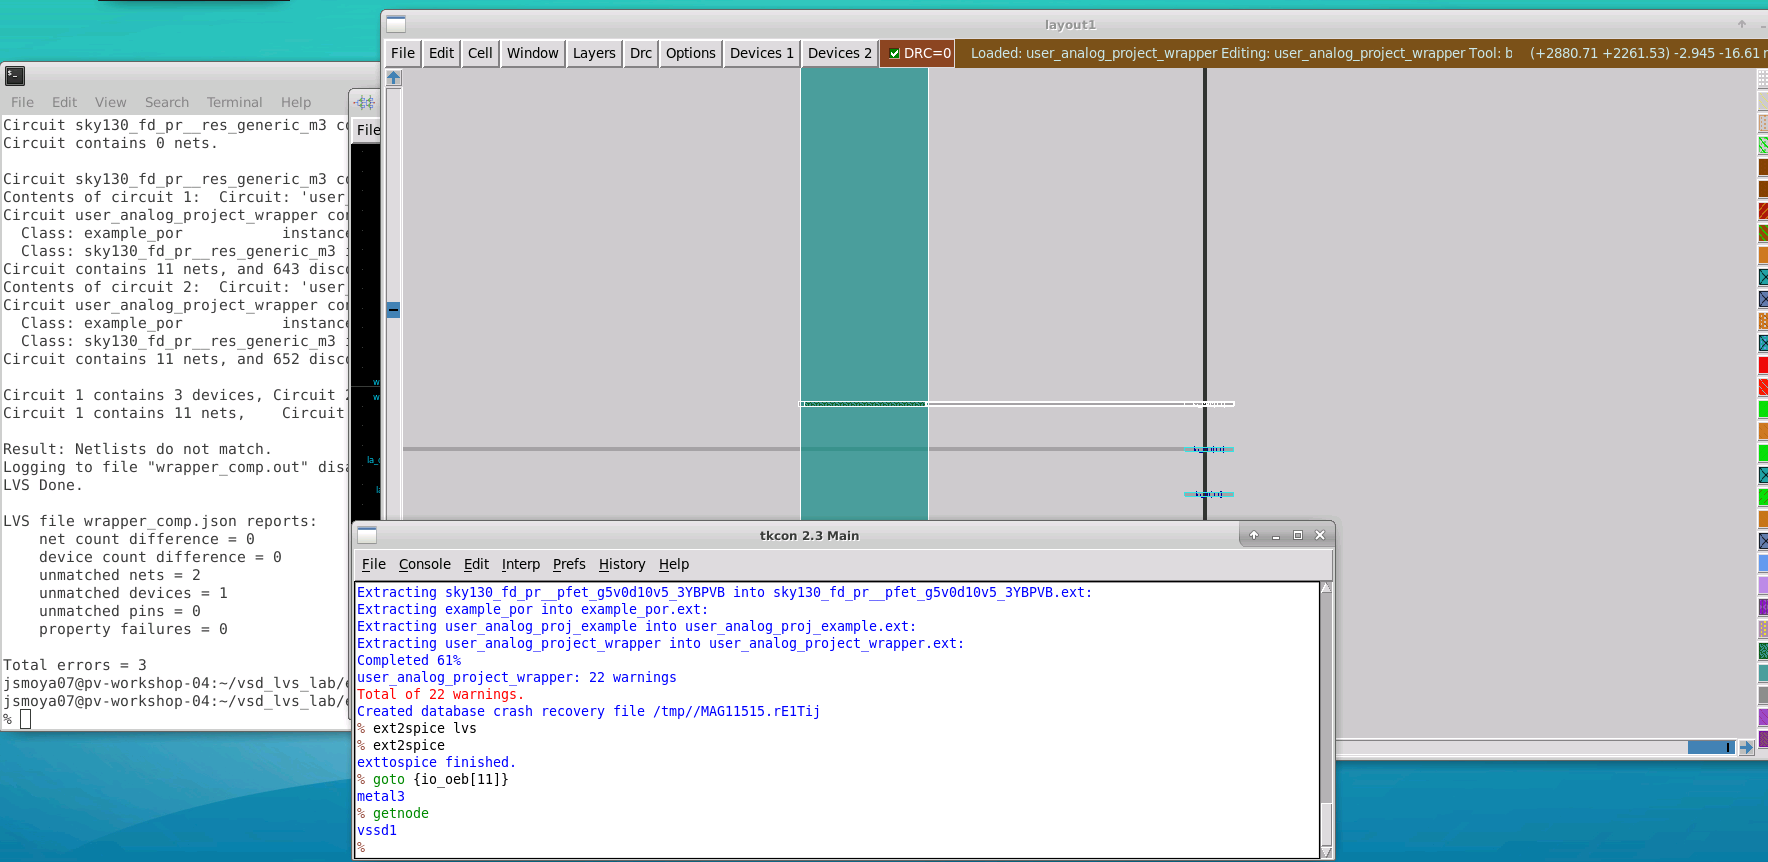 layout1
File Edit Cell Window Layers Drc Options Devices 1 Devices 2 DRC=0 Loaded: user_analog_project_wrapper Editing: user_analog_project_wrapper Tool: b (+2880.71 +2261.53) -2.945 -16.61
File Edit View Search Terminal Help
File
Circuit sky130_fd_pr__res_generic_m3 co
Circuit contains 0 nets.
Circuit sky130_fd_pr__res_generic_m3 co
Contents of circuit 1:  Circuit: 'user_
Circuit user_analog_project_wrapper con
  Class: example_por           instance
  Class: sky130_fd_pr__res_generic_m3 i
Circuit contains 11 nets, and 643 disco
Contents of circuit 2:  Circuit: 'user_
Circuit user_analog_project_wrapper con
  Class: example_por           instance
  Class: sky130_fd_pr__res_generic_m3 i
Circuit contains 11 nets, and 652 disco
Circuit 1 contains 3 devices, Circuit 2
Circuit 1 contains 11 nets,    Circuit
Result: Netlists do not match.
Logging to file "wrapper_comp.out" disa
LVS Done.
LVS file wrapper_comp.json reports:
    net count difference = 0
    device count difference = 0
    unmatched nets = 2
    unmatched devices = 1
    unmatched pins = 0
    property failures = 0
Total errors = 3
jsmoya07@pv-workshop-04:~/vsd_lvs_lab/e
jsmoya07@pv-workshop-04:~/vsd_lvs_lab/e
%
tkcon 2.3 Main
File Console Edit Interp Prefs History Help
Extracting sky130_fd_pr__pfet_g5v0d10v5_3YBPVB into sky130_fd_pr__pfet_g5v0d10v5_3YBPVB.ext:
Extracting example_por into example_por.ext:
Extracting user_analog_proj_example into user_analog_proj_example.ext:
Extracting user_analog_project_wrapper into user_analog_project_wrapper.ext:
Completed 61%
user_analog_project_wrapper: 22 warnings
Total of 22 warnings.
Created database crash recovery file /tmp//MAG11515.rE1Tij
% ext2spice lvs
% ext2spice
exttospice finished.
% goto {io_oeb[11]}
metal3
% getnode
vssd1
%